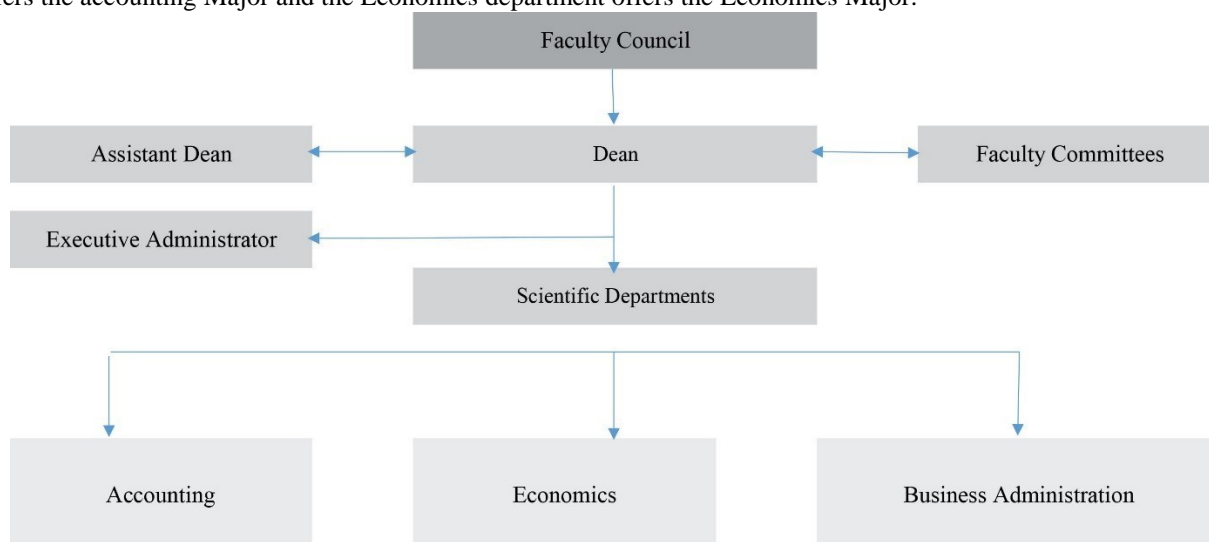 ers the accounting Major and the Economics department offers the Economics Major.
Faculty Council
Assistant Dean
Dean
Faculty Committees
Executive Administrator
Scientific Departments
Accounting
Economics
Business Administration